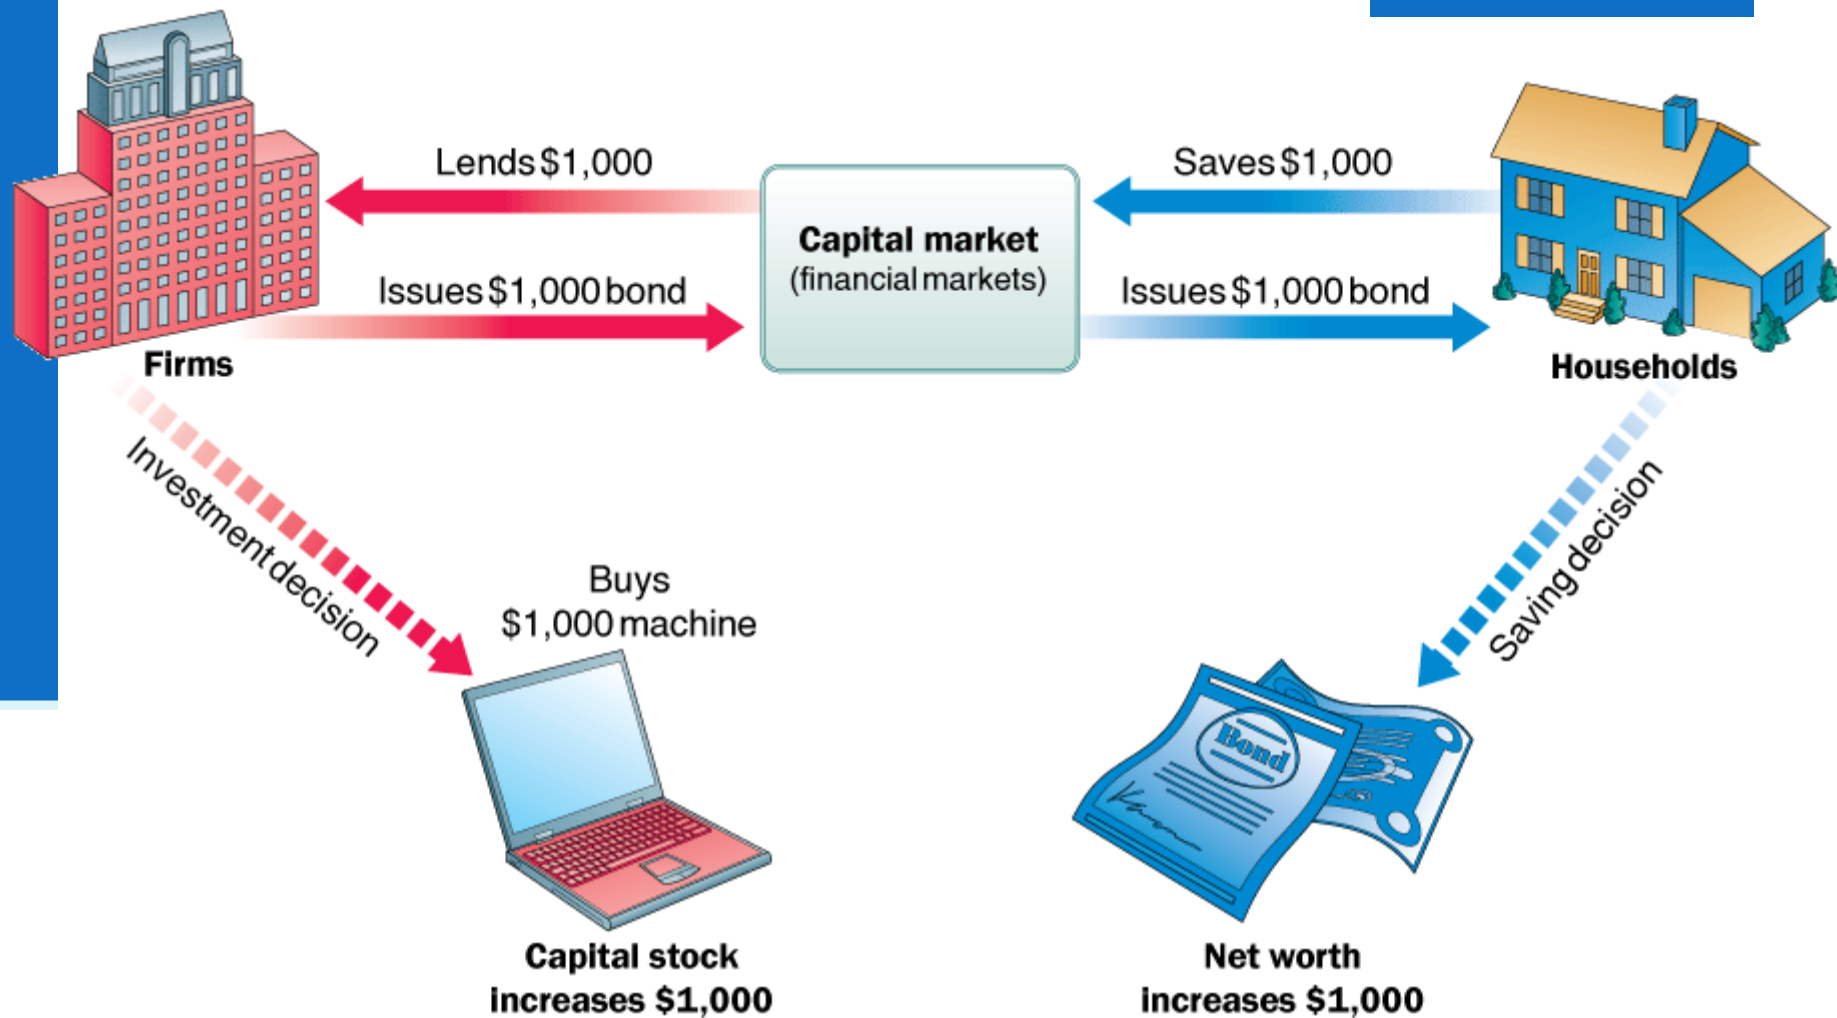 Lends $1,000
Saves $1,000
Capital market
(financial markets)
Issues $1,000 bond
Issues $1,000 bond
Firms
Households
Investment decision
Saving decision
Buys
$1,000 machine
Bond
Capital stock
increases $1,000
Net worth
increases $1,000